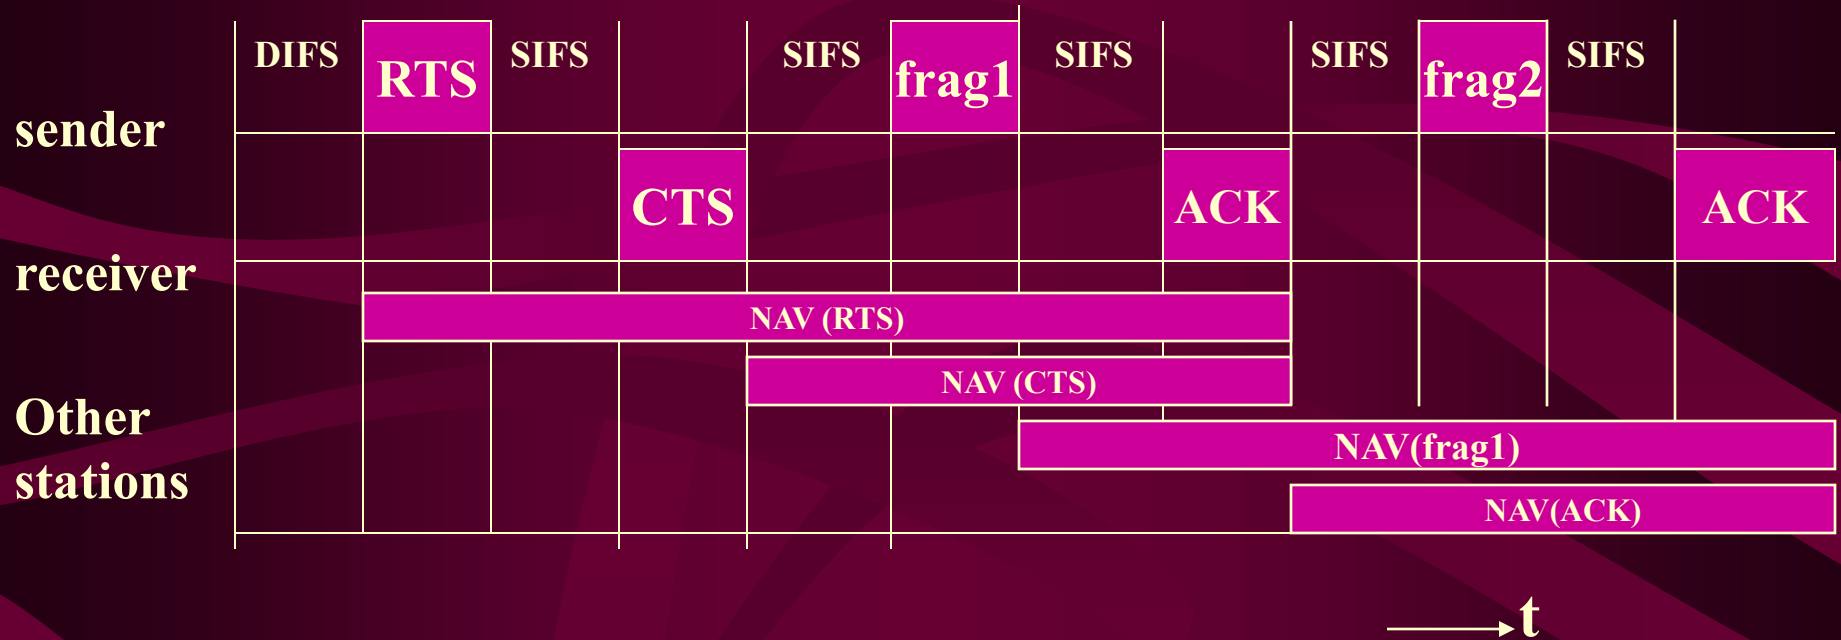 DIFS
RTS
SIFS
SIFS
frag1
SIFS
SIFS
frag2
SIFS
sender
CTS
ACK
ACK
receiver
NAV (RTS)
NAV (CTS)
Other
NAV(frag1)
stations
NAV(ACK)
t